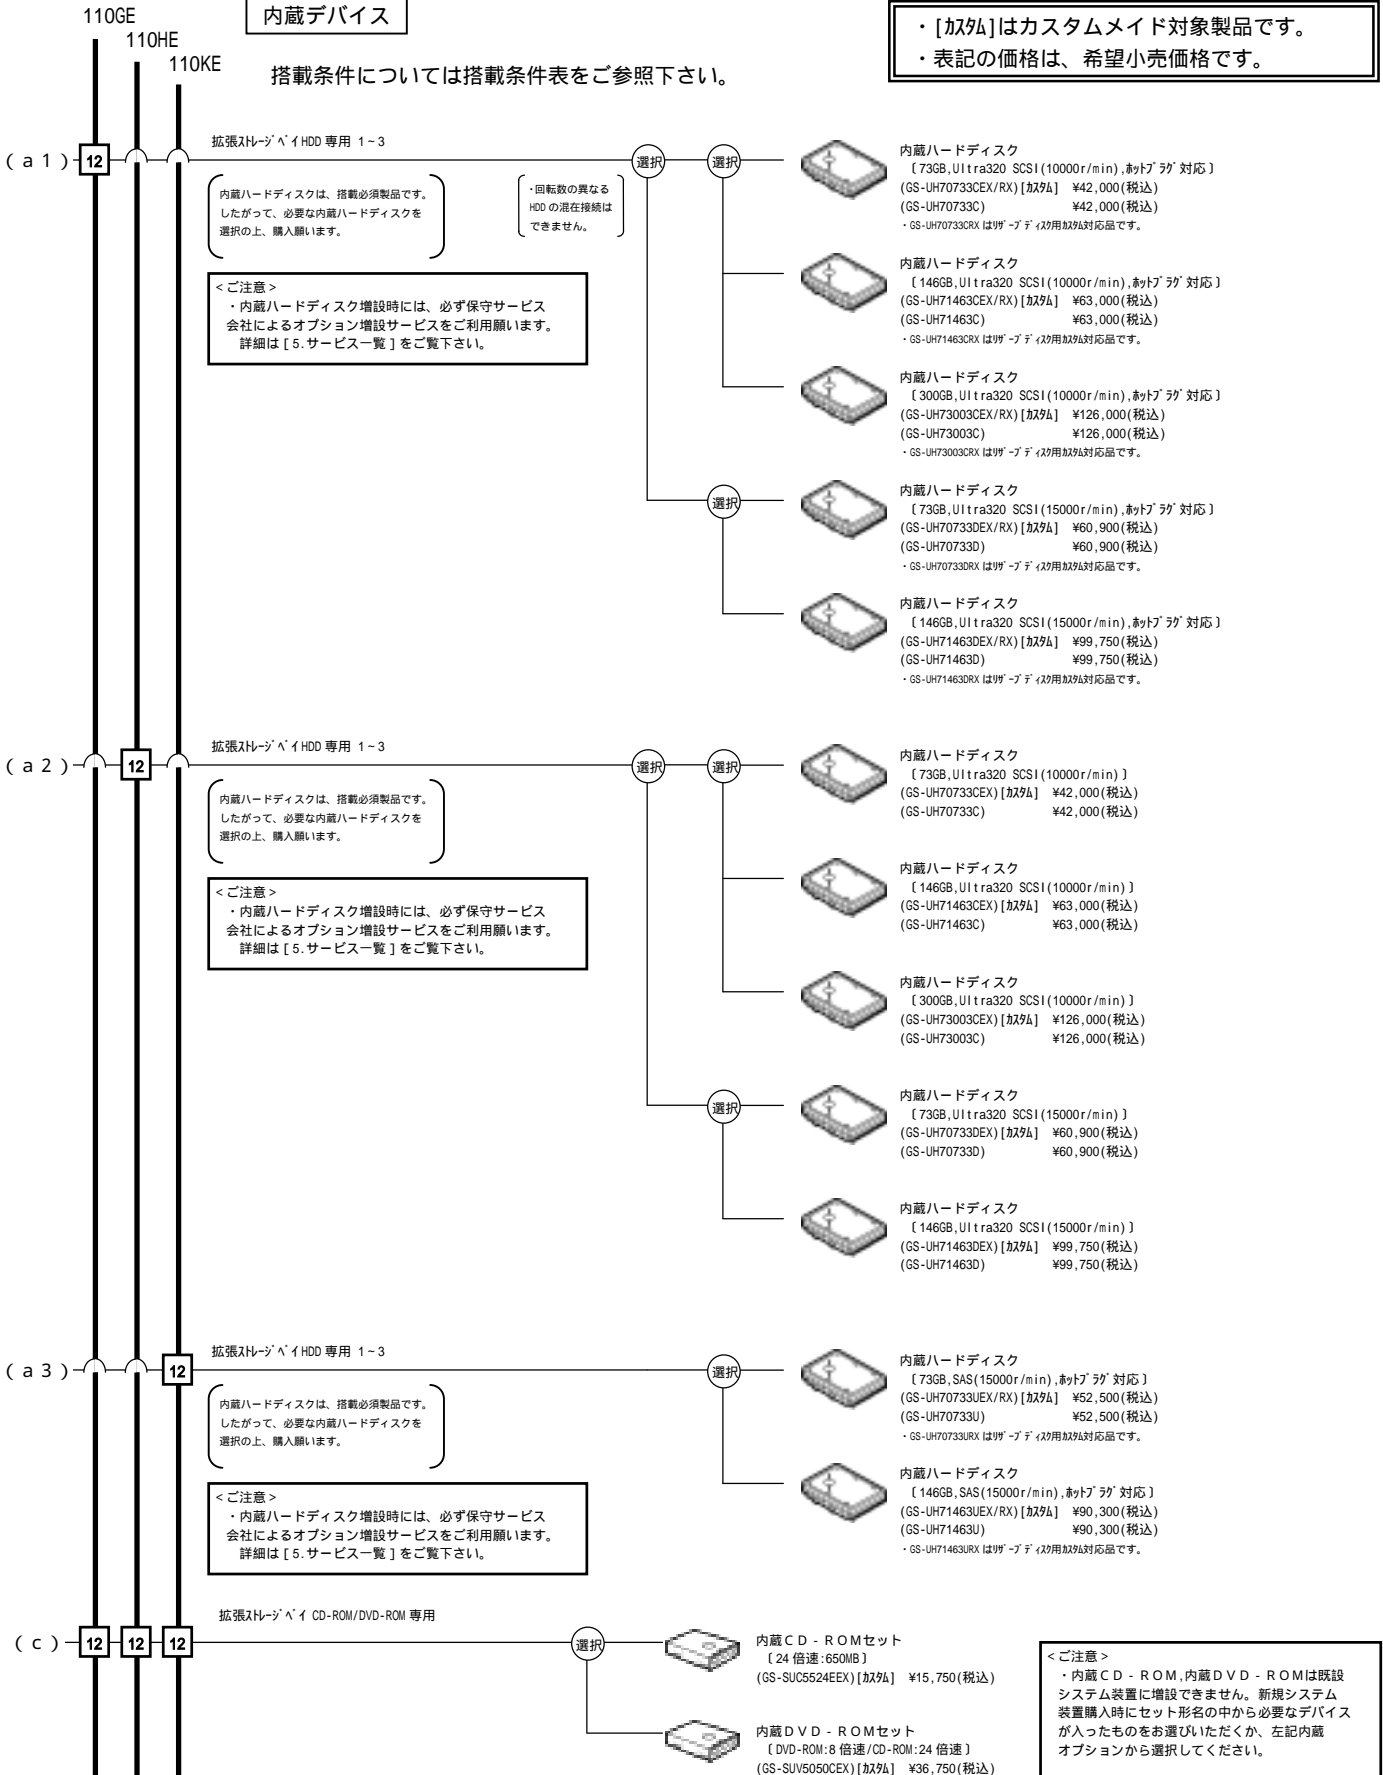 110GE
110HE
110KE
内蔵デバイス
搭載条件については搭載条件表をご参照下さい。
・[ｶｽﾀﾑ]はカスタムメイド対象製品です。
・表記の価格は、希望小売価格です。
(a1)
12
拡張ｽﾄﾚｰｼﾞﾍﾞｲHDD 専用 1~3
内蔵ハードディスクは、搭載必須製品です。
したがって、必要な内蔵ハードディスクを
選択の上、購入願います。
・回転数の異なる
HDD の混在接続は
できません。
選択
選択
<ご注意>
・内蔵ハードディスク増設時には、必ず保守サービス
会社によるオプション増設サービスをご利用願います。
詳細は[5.サービス一覧]をご覧下さい。
内蔵ハードディスク
〔73GB,Ultra320 SCSI(10000r/min),ﾎｯﾄﾌﾟﾗｸﾞ対応〕
(GS-UH70733CEX/RX)[ｶｽﾀﾑ] ¥42,000(税込)
(GS-UH70733C) ¥42,000(税込)
・GS-UH70733CRX はﾘｻﾞｰﾌﾞﾃﾞｨｽｸ用ｶｽﾀﾑ対応品です。
内蔵ハードディスク
〔146GB,Ultra320 SCSI(10000r/min),ﾎｯﾄﾌﾟﾗｸﾞ対応〕
(GS-UH71463CEX/RX)[ｶｽﾀﾑ] ¥63,000(税込)
(GS-UH71463C) ¥63,000(税込)
・GS-UH71463CRX はﾘｻﾞｰﾌﾞﾃﾞｨｽｸ用ｶｽﾀﾑ対応品です。
内蔵ハードディスク
〔300GB,Ultra320 SCSI(10000r/min),ﾎｯﾄﾌﾟﾗｸﾞ対応〕
(GS-UH73003CEX/RX)[ｶｽﾀﾑ] ¥126,000(税込)
(GS-UH73003C) ¥126,000(税込)
・GS-UH73003CRX はﾘｻﾞｰﾌﾞﾃﾞｨｽｸ用ｶｽﾀﾑ対応品です。
選択
内蔵ハードディスク
〔73GB,Ultra320 SCSI(15000r/min),ﾎｯﾄﾌﾟﾗｸﾞ対応〕
(GS-UH70733DEX/RX)[ｶｽﾀﾑ] ¥60,900(税込)
(GS-UH70733D) ¥60,900(税込)
・GS-UH70733DRX はﾘｻﾞｰﾌﾞﾃﾞｨｽｸ用ｶｽﾀﾑ対応品です。
内蔵ハードディスク
〔146GB,Ultra320 SCSI(15000r/min),ﾎｯﾄﾌﾟﾗｸﾞ対応〕
(GS-UH71463DEX/RX)[ｶｽﾀﾑ] ¥99,750(税込)
(GS-UH71463D) ¥99,750(税込)
・GS-UH71463DRX はﾘｻﾞｰﾌﾞﾃﾞｨｽｸ用ｶｽﾀﾑ対応品です。
(a2)
12
拡張ｽﾄﾚｰｼﾞﾍﾞｲHDD 専用 1~3
内蔵ハードディスクは、搭載必須製品です。
したがって、必要な内蔵ハードディスクを
選択の上、購入願います。
選択
選択
<ご注意>
・内蔵ハードディスク増設時には、必ず保守サービス
会社によるオプション増設サービスをご利用願います。
詳細は[5.サービス一覧]をご覧下さい。
内蔵ハードディスク
〔73GB,Ultra320 SCSI(10000r/min)〕
(GS-UH70733CEX)[ｶｽﾀﾑ] ¥42,000(税込)
(GS-UH70733C) ¥42,000(税込)
内蔵ハードディスク
〔146GB,Ultra320 SCSI(10000r/min)〕
(GS-UH71463CEX)[ｶｽﾀﾑ] ¥63,000(税込)
(GS-UH71463C) ¥63,000(税込)
内蔵ハードディスク
〔300GB,Ultra320 SCSI(10000r/min)〕
(GS-UH73003CEX)[ｶｽﾀﾑ] ¥126,000(税込)
(GS-UH73003C) ¥126,000(税込)
選択
内蔵ハードディスク
〔73GB,Ultra320 SCSI(15000r/min)〕
(GS-UH70733DEX)[ｶｽﾀﾑ] ¥60,900(税込)
(GS-UH70733D) ¥60,900(税込)
内蔵ハードディスク
〔146GB,Ultra320 SCSI(15000r/min)〕
(GS-UH71463DEX)[ｶｽﾀﾑ] ¥99,750(税込)
(GS-UH71463D) ¥99,750(税込)
(a3)
12
拡張ｽﾄﾚｰｼﾞﾍﾞｲHDD 専用 1~3
内蔵ハードディスクは、搭載必須製品です。
したがって、必要な内蔵ハードディスクを
選択の上、購入願います。
選択
<ご注意>
・内蔵ハードディスク増設時には、必ず保守サービス
会社によるオプション増設サービスをご利用願います。
詳細は[5.サービス一覧]をご覧下さい。
内蔵ハードディスク
〔73GB,SAS(15000r/min),ﾎｯﾄﾌﾟﾗｸﾞ対応〕
(GS-UH70733UEX/RX)[ｶｽﾀﾑ] ¥52,500(税込)
(GS-UH70733U) ¥52,500(税込)
・GS-UH70733URX はﾘｻﾞｰﾌﾞﾃﾞｨｽｸ用ｶｽﾀﾑ対応品です。
内蔵ハードディスク
〔146GB,SAS(15000r/min),ﾎｯﾄﾌﾟﾗｸﾞ対応〕
(GS-UH71463UEX/RX)[ｶｽﾀﾑ] ¥90,300(税込)
(GS-UH71463U) ¥90,300(税込)
・GS-UH71463URX はﾘｻﾞｰﾌﾞﾃﾞｨｽｸ用ｶｽﾀﾑ対応品です。
(c)
12
12
12
拡張ｽﾄﾚｰｼﾞﾍﾞｲ CD-ROM/DVD-ROM 専用
選択
内蔵CD-ROMセット
〔24倍速:650MB〕
(GS-SUC5524EEX)[ｶｽﾀﾑ] ¥15,750(税込)
内蔵DVD-ROMセット
〔DVD-ROM:8倍速/CD-ROM:24倍速〕
(GS-SUV5050CEX)[ｶｽﾀﾑ] ¥36,750(税込)
<ご注意>
・内蔵CD-ROM,内蔵DVD-ROMは既設
システム装置に増設できません。新規システム
装置購入時にセット形名の中から必要なデバイス
が入ったものをお選びいただくか、左記内蔵
オプションから選択してください。